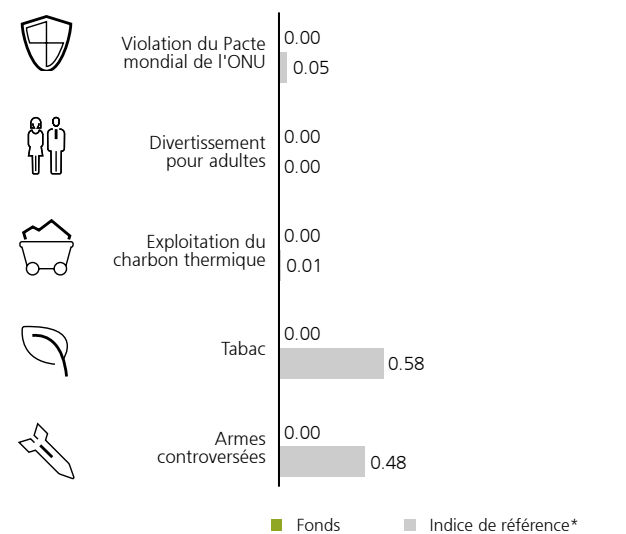 Violation du Pacte
mondial de l'ONU
0.00
0.05
Divertissement
pour adultes
0.00
0.00
Exploitation du
charbon thermique
0.00
0.01
Tabac
0.00
0.58
Armes
controversées
0.00
0.48
Fonds
Indice de référence*